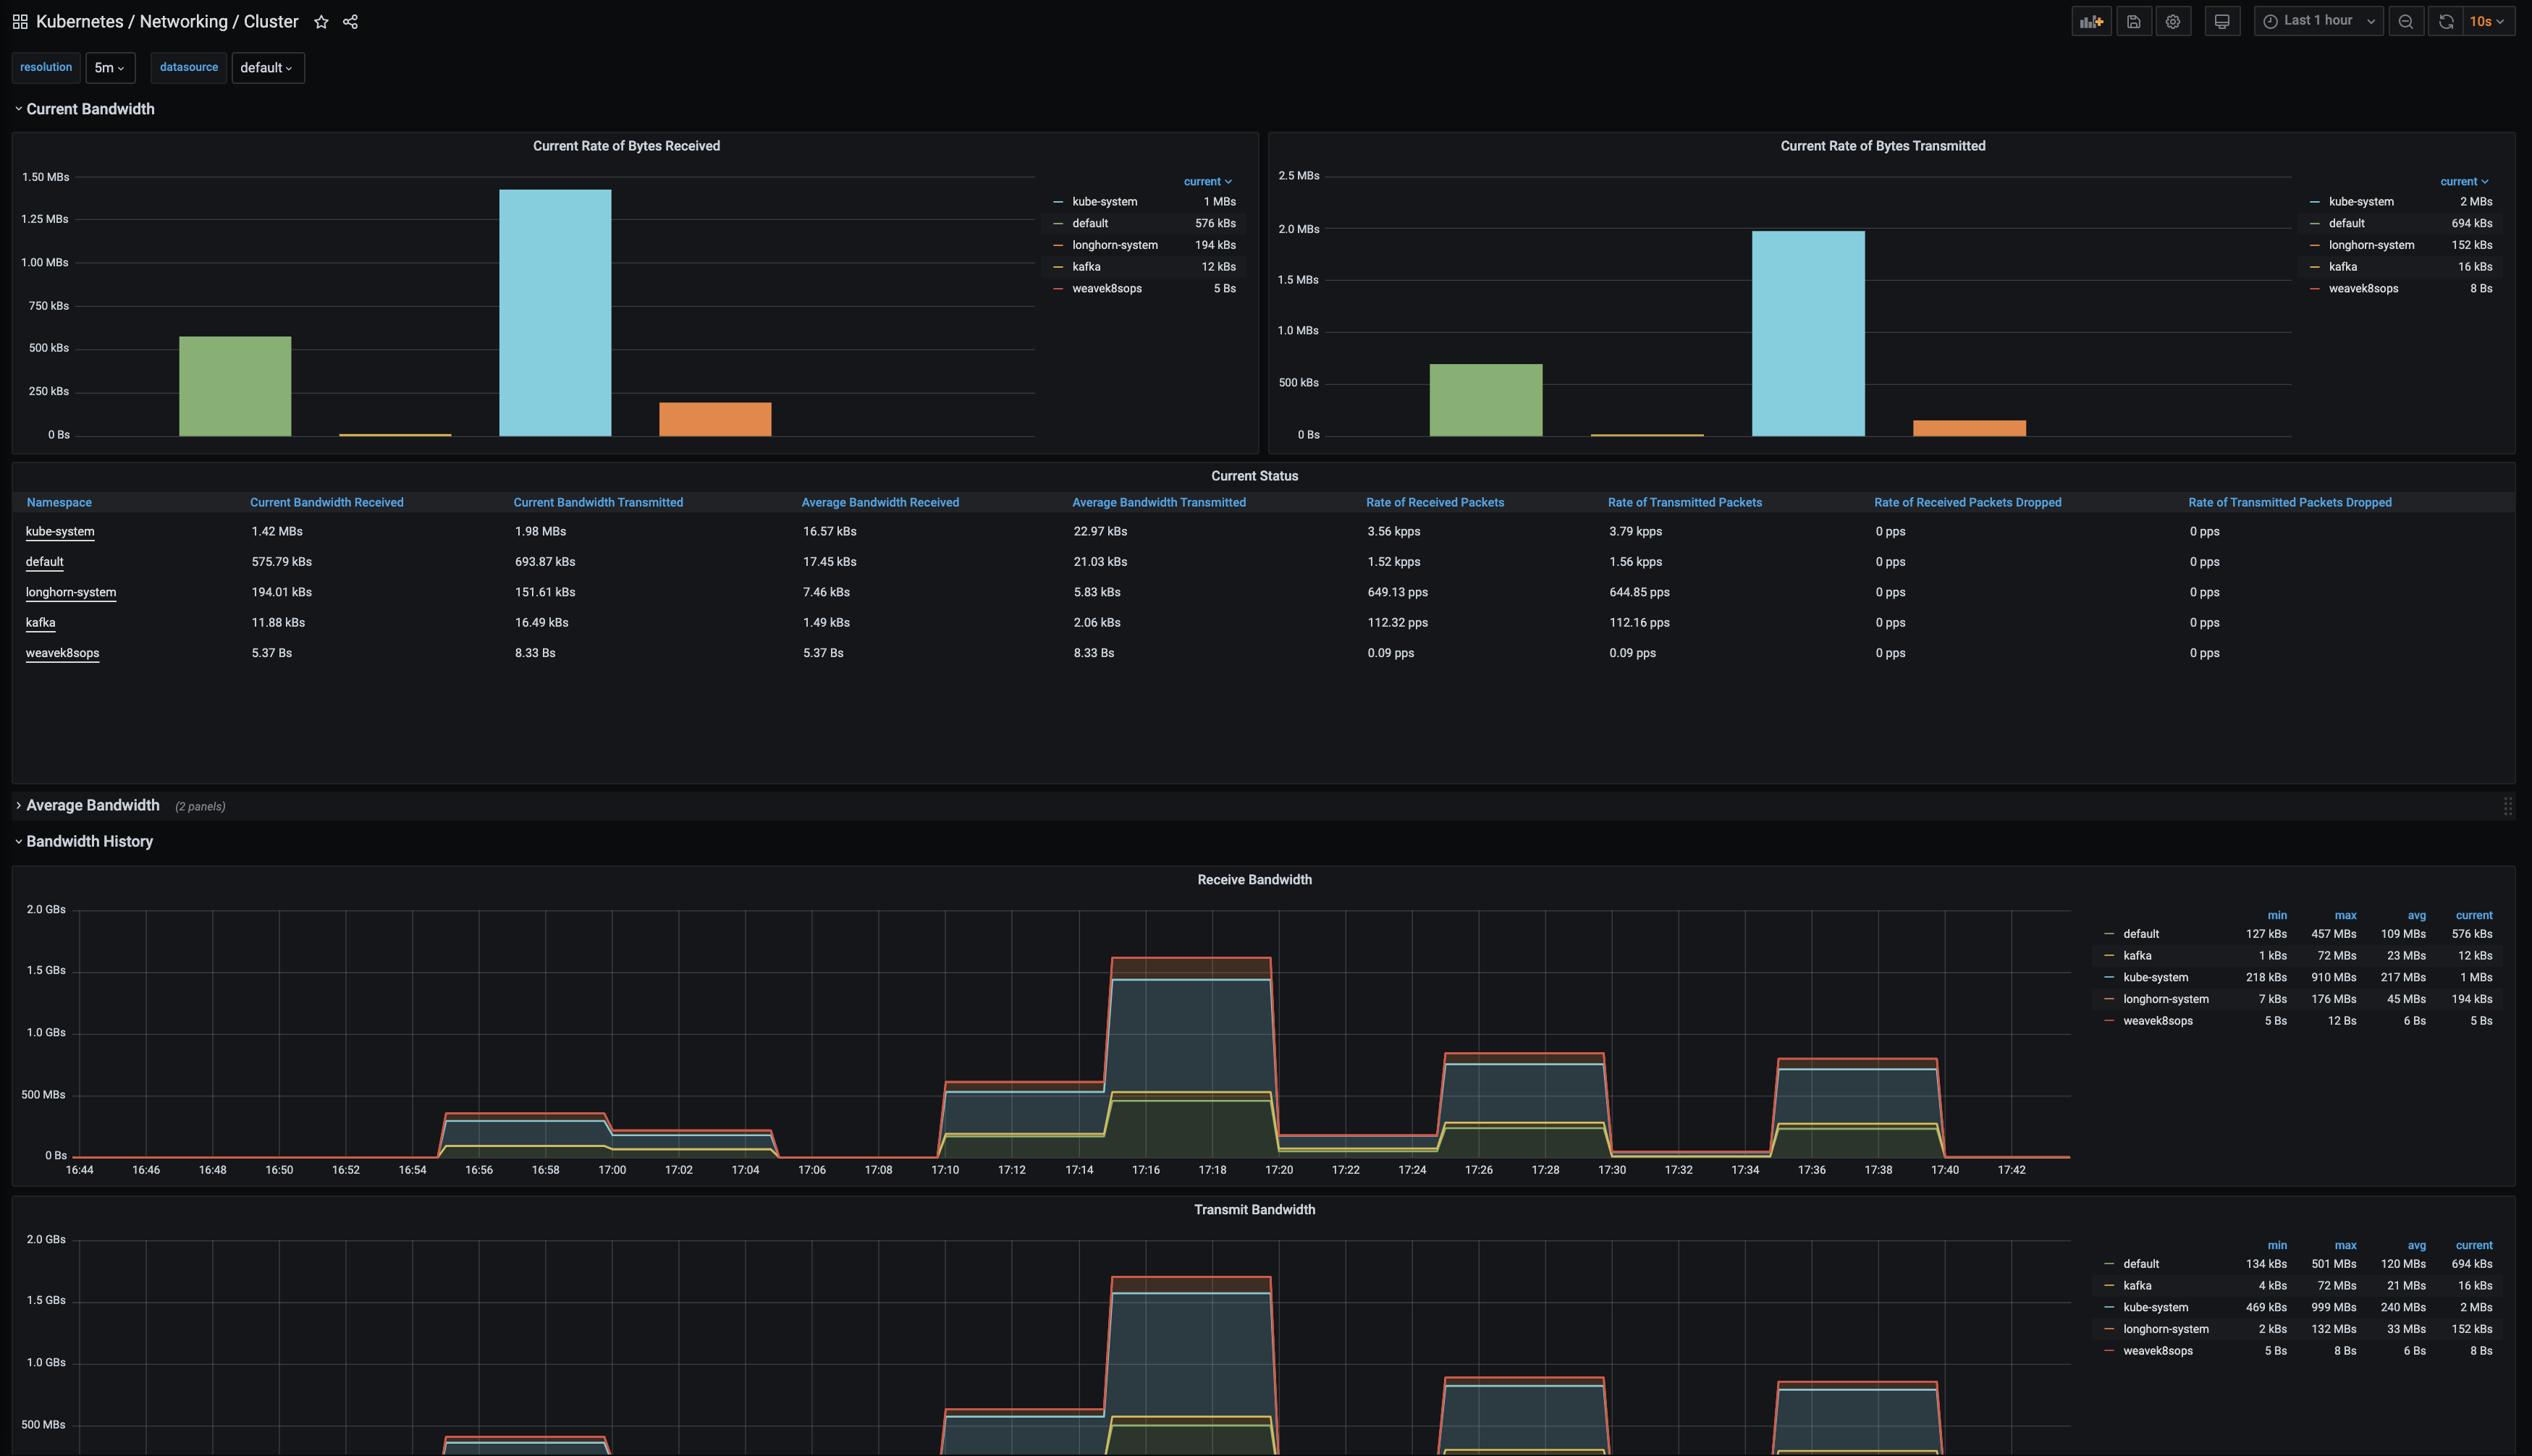 Kubernetes / Networking / Cluster
Last 1 hour
10s
resolution 5m datasource default
Current Bandwidth
Current Rate of Bytes Received
1.50 MBs
1.25 MBs
1.00 MBs
750 kBs
500 kBs
250 kBs
0 Bs
current
kube-system 1 MBs
default 576 kBs
longhorn-system 194 kBs
kafka 12 kBs
weavek8sops 5 Bs
Current Rate of Bytes Transmitted
2.5 MBs
2.0 MBs
1.5 MBs
1.0 MBs
500 kBs
0 Bs
current
kube-system 2 MBs
default 694 kBs
longhorn-system 152 kBs
kafka 16 kBs
weavek8sops 8 Bs
Current Status
Namespace Current Bandwidth Received Current Bandwidth Transmitted Average Bandwidth Received Average Bandwidth Transmitted Rate of Received Packets Rate of Transmitted Packets Rate of Received Packets Dropped Rate of Transmitted Packets Dropped
kube-system 1.42 MBs 1.98 MBs 16.57 kBs 22.97 kBs 3.56 kpps 3.79 kpps 0 pps 0 pps
default 575.79 kBs 693.87 kBs 17.45 kBs 21.03 kBs 1.52 kpps 1.56 kpps 0 pps 0 pps
longhorn-system 194.01 kBs 151.61 kBs 7.46 kBs 5.83 kBs 649.13 pps 644.85 pps 0 pps 0 pps
kafka 11.88 kBs 16.49 kBs 1.49 kBs 2.06 kBs 112.32 pps 112.16 pps 0 pps 0 pps
weavek8sops 5.37 Bs 8.33 Bs 5.37 Bs 8.33 Bs 0.09 pps 0.09 pps 0 pps 0 pps
Average Bandwidth (2 panels)
Bandwidth History
Receive Bandwidth
2.0 GBs
1.5 GBs
1.0 GBs
500 MBs
0 Bs
16:44 16:46 16:48 16:50 16:52 16:54 16:56 16:58 17:00 17:02 17:04 17:06 17:08 17:10 17:12 17:14 17:16 17:18 17:20 17:22 17:24 17:26 17:28 17:30 17:32 17:34 17:36 17:38 17:40 17:42
min max avg current
default 127 kBs 457 MBs 109 MBs 576 kBs
kafka 1 kBs 72 MBs 23 MBs 12 kBs
kube-system 218 kBs 910 MBs 217 MBs 1 MBs
longhorn-system 7 kBs 176 MBs 45 MBs 194 kBs
weavek8sops 5 Bs 12 Bs 6 Bs 5 Bs
Transmit Bandwidth
2.0 GBs
1.5 GBs
1.0 GBs
500 MBs
min max avg current
default 134 kBs 501 MBs 120 MBs 694 kBs
kafka 4 kBs 72 MBs 21 MBs 16 kBs
kube-system 469 kBs 999 MBs 240 MBs 2 MBs
longhorn-system 2 kBs 132 MBs 33 MBs 152 kBs
weavek8sops 5 Bs 8 Bs 6 Bs 8 Bs